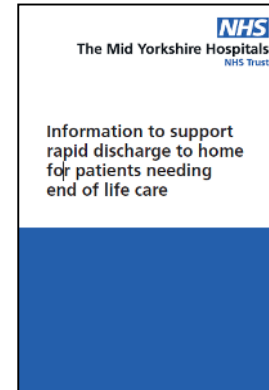 NHS
The Mid Yorkshire Hospitals
NHS Trust
Information to support
rapid discharge to home
for patients needing
end of life care